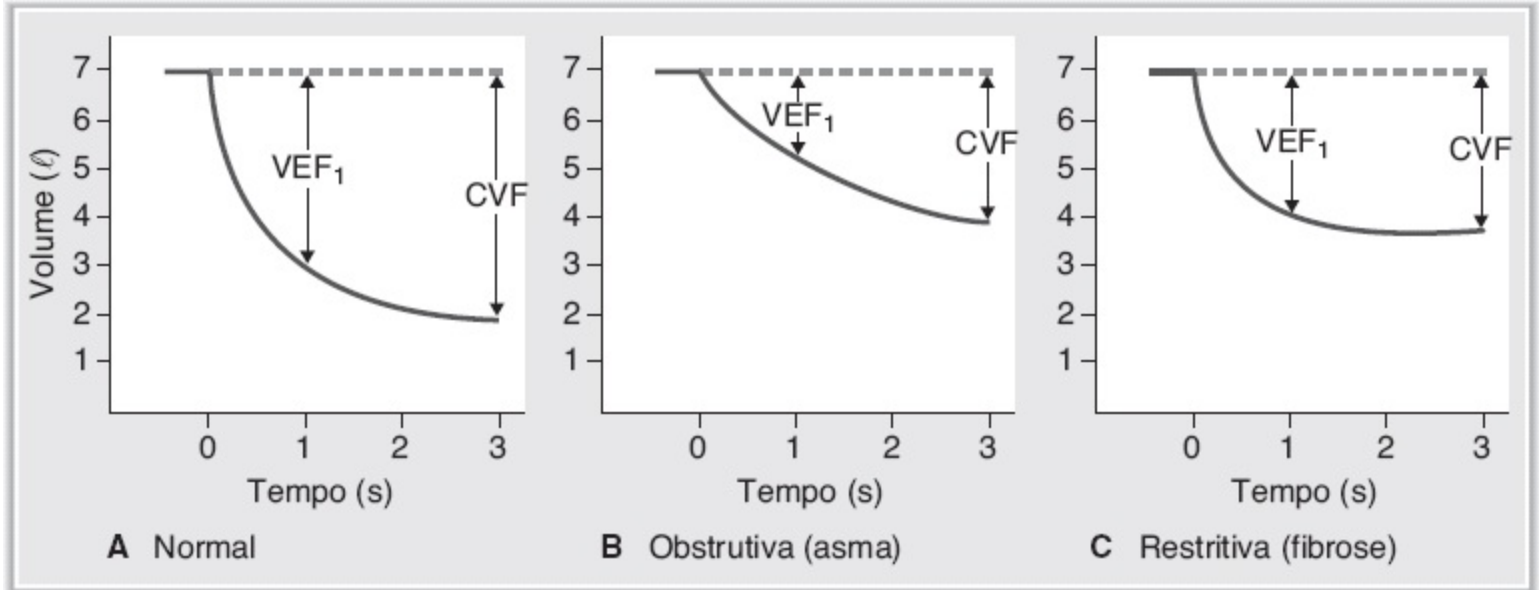 Volume (ℓ)
7
6
5
4
3
2
1
VEF₁
CVF
0 1 2 3
Tempo (s)
A Normal
7
6
5
4
3
2
1
VEF₁
CVF
0 1 2 3
Tempo (s)
B Obstrutiva (asma)
7
6
5
4
3
2
1
VEF₁
CVF
0 1 2 3
Tempo (s)
C Restritiva (fibrose)